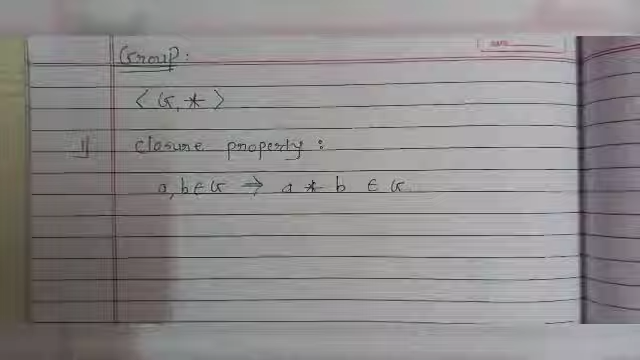 Group:
< G, * >
1) closure property :
a, b ∈ G ⇒ a * b ∈ G